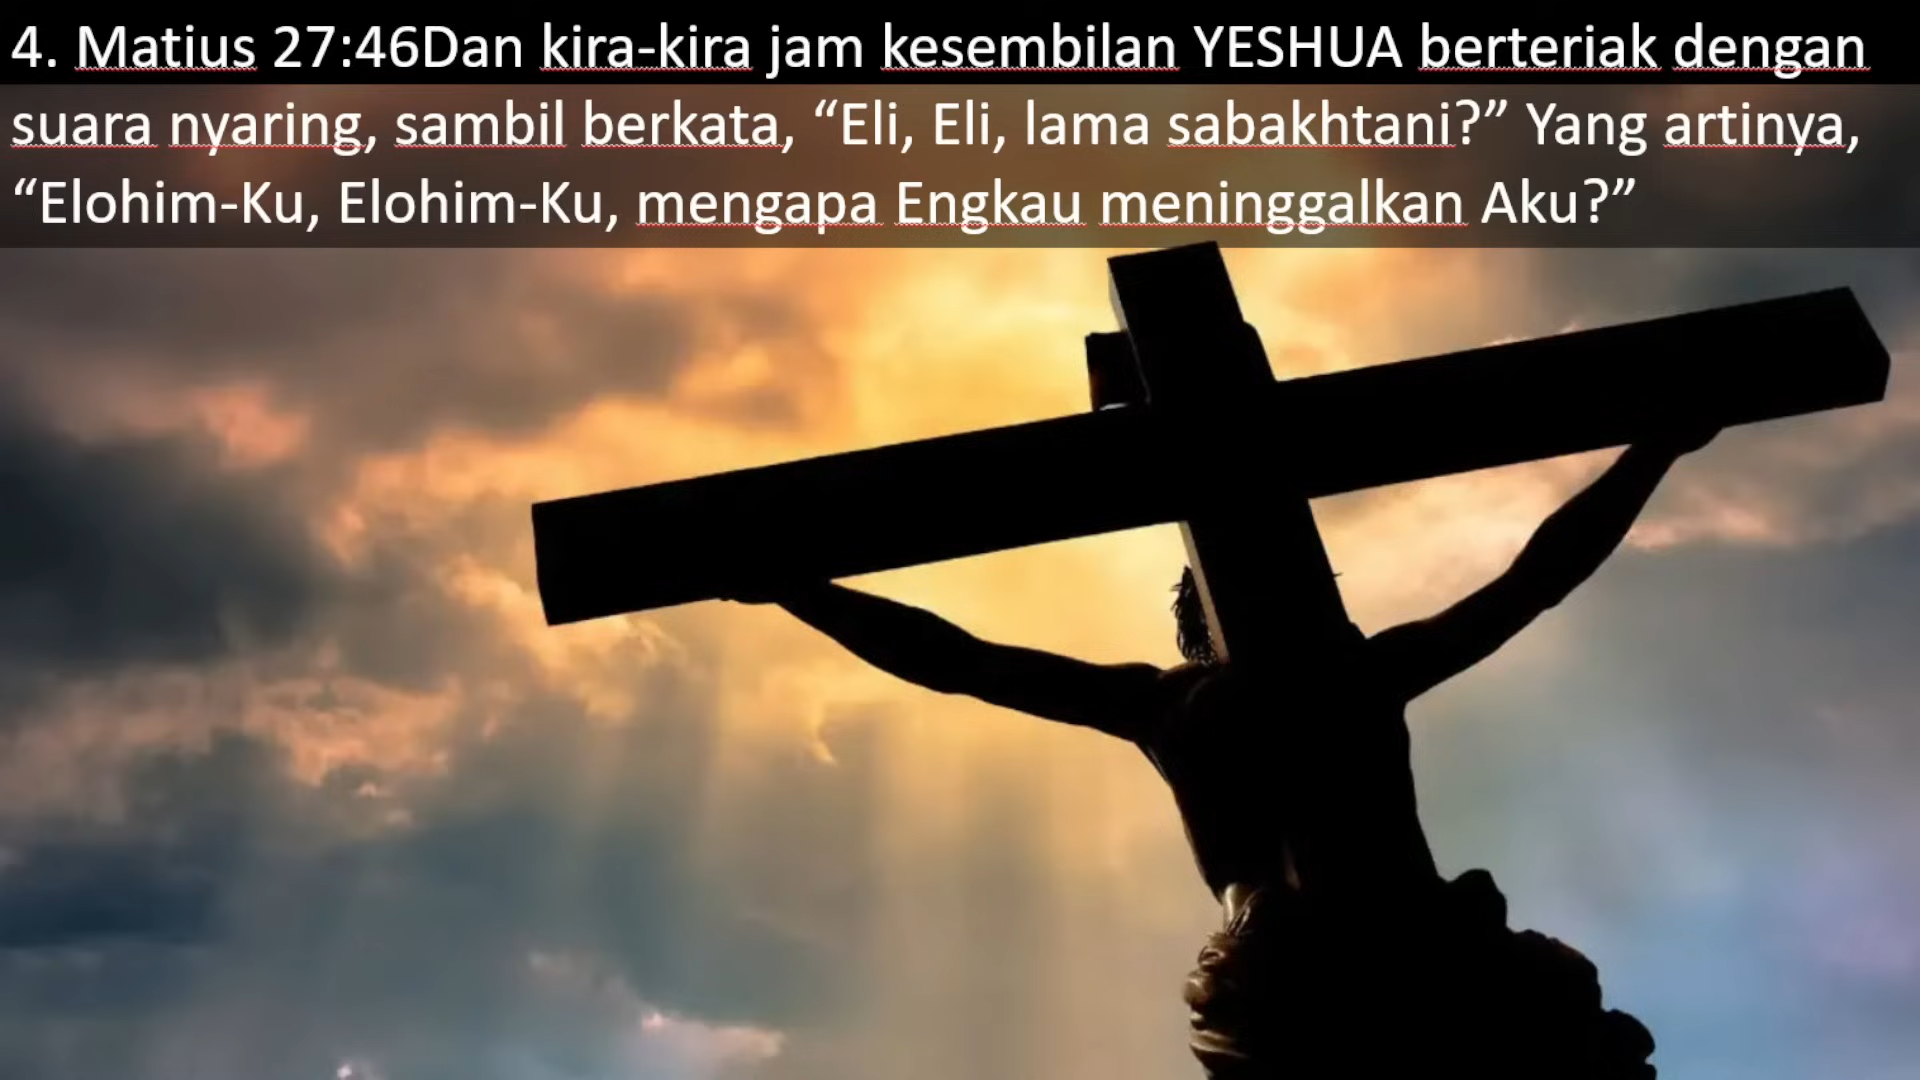 4. Matius 27:46Dan kira-kira jam kesembilan YESHUA berteriak dengan
suara nyaring, sambil berkata, “Eli, Eli, lama sabakhtani?” Yang artinya,
“Elohim-Ku, Elohim-Ku, mengapa Engkau meninggalkan Aku?”